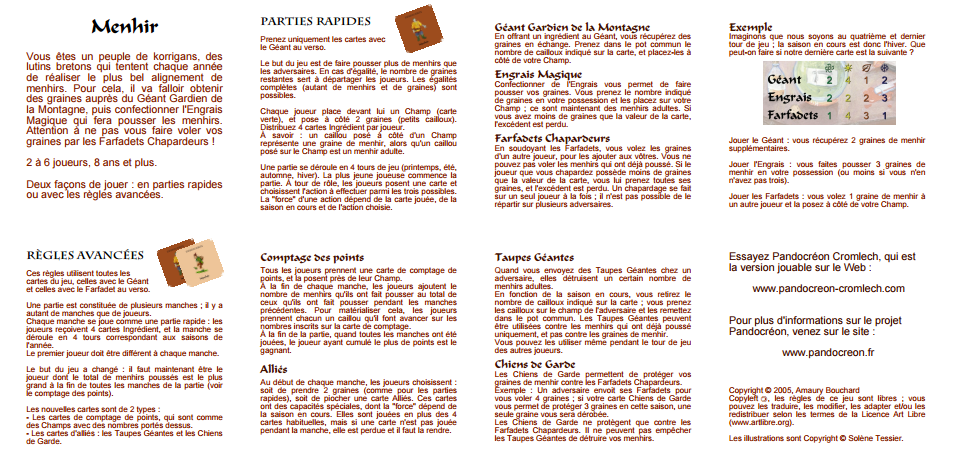 Menhir
Vous êtes un peuple de korrigans, des
lutins bretons qui tentent chaque année
de réaliser le plus bel alignement de
menhirs. Pour cela, il va falloir obtenir
des graines auprès du Géant Gardien de
la Montagne, puis confectionner l'Engrais
Magique qui fera pousser les menhirs.
Attention à ne pas vous faire voler vos
graines par les Farfadets Chapardeurs !
2 à 6 joueurs, 8 ans et plus.
Deux façons de jouer : en parties rapides
ou avec les règles avancées.
PARTIES RAPIDES
Prenez uniquement les cartes avec
le Géant au verso.
Le but du jeu est de faire pousser plus de menhirs que
les adversaires. En cas d'égalité, le nombre de graines
restantes sert à départager les joueurs. Les égalités
complètes (autant de menhirs et de graines) sont
possibles.
Chaque joueur place devant lui un Champ (carte
verte), et pose à côté 2 graines (petits cailloux).
Distribuez 4 cartes Ingrédient par joueur.
À savoir : un caillou posé à côté d'un Champ
représente une graine de menhir, alors qu'un caillou
posé sur le Champ est un menhir adulte.
Une partie se déroule en 4 tours de jeu (printemps, été,
automne, hiver). La plus jeune joueuse commence la
partie. À tour de rôle, les joueurs posent une carte et
choisissent l'action à effectuer parmi les trois possibles.
La "force" d'une action dépend de la carte jouée, de la
saison en cours et de l'action choisie.
Géant Gardien de la Montagne
En offrant un ingrédient au Géant, vous récupérez des
graines en échange. Prenez dans le pot commun le
nombre de cailloux indiqué sur la carte, et placez-les à
côté de votre Champ.
Engrais Magique
Confectionner de l'Engrais vous permet de faire
pousser vos graines. Vous prenez le nombre indiqué
de graines en votre possession et les placez sur votre
Champ ; ce sont maintenant des menhirs adultes. Si
vous avez moins de graines que la valeur de la carte,
l'excédent est perdu.
Farfadets Chapardeurs
En soudoyant les Farfadets, vous volez les graines
d'un autre joueur, pour les ajouter aux vôtres. Vous ne
pouvez pas voler les menhirs qui ont déjà poussé. Si le
joueur que vous chapardez possède moins de graines
que la valeur de la carte, vous lui prenez toutes ses
graines, et l'excédent est perdu. Un chapardage se fait
sur un seul joueur à la fois ; il n'est pas possible de le
répartir sur plusieurs adversaires.
Exemple
Imaginons que nous soyons au quatrième et dernier
tour de jeu ; la saison en cours est donc l'hiver. Que
peut-on faire si notre dernière carte est la suivante ?
Géant 2 4 1 2
Engrais 2 2 2 3
Farfadets 1 4 3 1
Jouer le Géant : vous récupérez 2 graines de menhir
supplémentaires.
Jouer l'Engrais : vous faites pousser 3 graines de
menhir en votre possession (ou moins si vous n'en
n'avez pas trois).
Jouer les Farfadets : vous volez 1 graine de menhir à
un autre joueur et la posez à côté de votre Champ.
RÈGLES AVANCÉES
Ces règles utilisent toutes les
cartes du jeu, celles avec le Géant
et celles avec le Farfadet au verso.
Une partie est constituée de plusieurs manches ; il y a
autant de manches que de joueurs.
Chaque manche se joue comme une partie rapide : les
joueurs reçoivent 4 cartes Ingrédient, et la manche se
déroule en 4 tours correspondant aux saisons de
l'année.
Le premier joueur doit être différent à chaque manche.
Le but du jeu a changé : il faut maintenant être le
joueur dont le total de menhirs poussés est le plus
grand à la fin de toutes les manches de la partie (voir
le comptage des points).
Les nouvelles cartes sont de 2 types :
- Les cartes de comptage de points, qui sont comme
des Champs avec des nombres portés dessus.
- Les cartes d'alliés : les Taupes Géantes et les Chiens
de Garde.
Comptage des points
Tous les joueurs prennent une carte de comptage de
points, et la posent près de leur Champ.
À la fin de chaque manche, les joueurs ajoutent le
nombre de menhirs qu'ils ont fait pousser au total de
ceux qu'ils ont fait pousser pendant les manches
précédentes. Pour matérialiser cela, les joueurs
prennent chacun un caillou qu'il font avancer sur les
nombres inscrits sur la carte de comptage.
À la fin de la partie, quand toutes les manches ont été
jouées, le joueur ayant cumulé le plus de points est le
gagnant.
Alliés
Au début de chaque manche, les joueurs choisissent :
soit de prendre 2 graines (comme pour les parties
rapides), soit de piocher une carte Alliés. Ces cartes
ont des capacités spéciales, dont la "force" dépend de
la saison en cours. Elles sont jouées en plus des 4
cartes habituelles, mais si une carte n'est pas jouée
pendant la manche, elle est perdue et il faut la rendre.
Taupes Géantes
Quand vous envoyez des Taupes Géantes chez un
adversaire, elles détruisent un certain nombre de
menhirs adultes.
En fonction de la saison en cours, vous retirez le
nombre de cailloux indiqué sur la carte ; vous prenez
les cailloux sur le champ de l'adversaire et les remettez
dans le pot commun. Les Taupes Géantes peuvent
être utilisées contre les menhirs qui ont déjà poussé
uniquement, et pas contre les graines de menhir.
Vous pouvez les utiliser même pendant le tour de jeu
des autres joueurs.
Chiens de Garde
Les Chiens de Garde permettent de protéger vos
graines de menhir contre les Farfadets Chapardeurs.
Exemple : Un adversaire envoit ses Farfadets pour
vous voler 4 graines ; si votre carte Chiens de Garde
vous permet de protéger 3 graines en cette saison, une
seule graine vous sera dérobée.
Les Chiens de Garde ne protègent que contre les
Farfadets Chapardeurs. Il ne peuvent pas empêcher
les Taupes Géantes de détruire vos menhirs.
Essayez Pandocréon Cromlech, qui est
la version jouable sur le Web :
www.pandocreon-cromlech.com
Pour plus d'informations sur le projet
Pandocréon, venez sur le site :
www.pandocreon.fr
Copyright © 2005, Amaury Bouchard
Copyleft 🄯, les règles de ce jeu sont libres ; vous
pouvez les traduire, les modifier, les adapter et/ou les
redistribuer selon les termes de la Licence Art Libre
(www.artlibre.org).
Les illustrations sont Copyright © Solène Tessier.